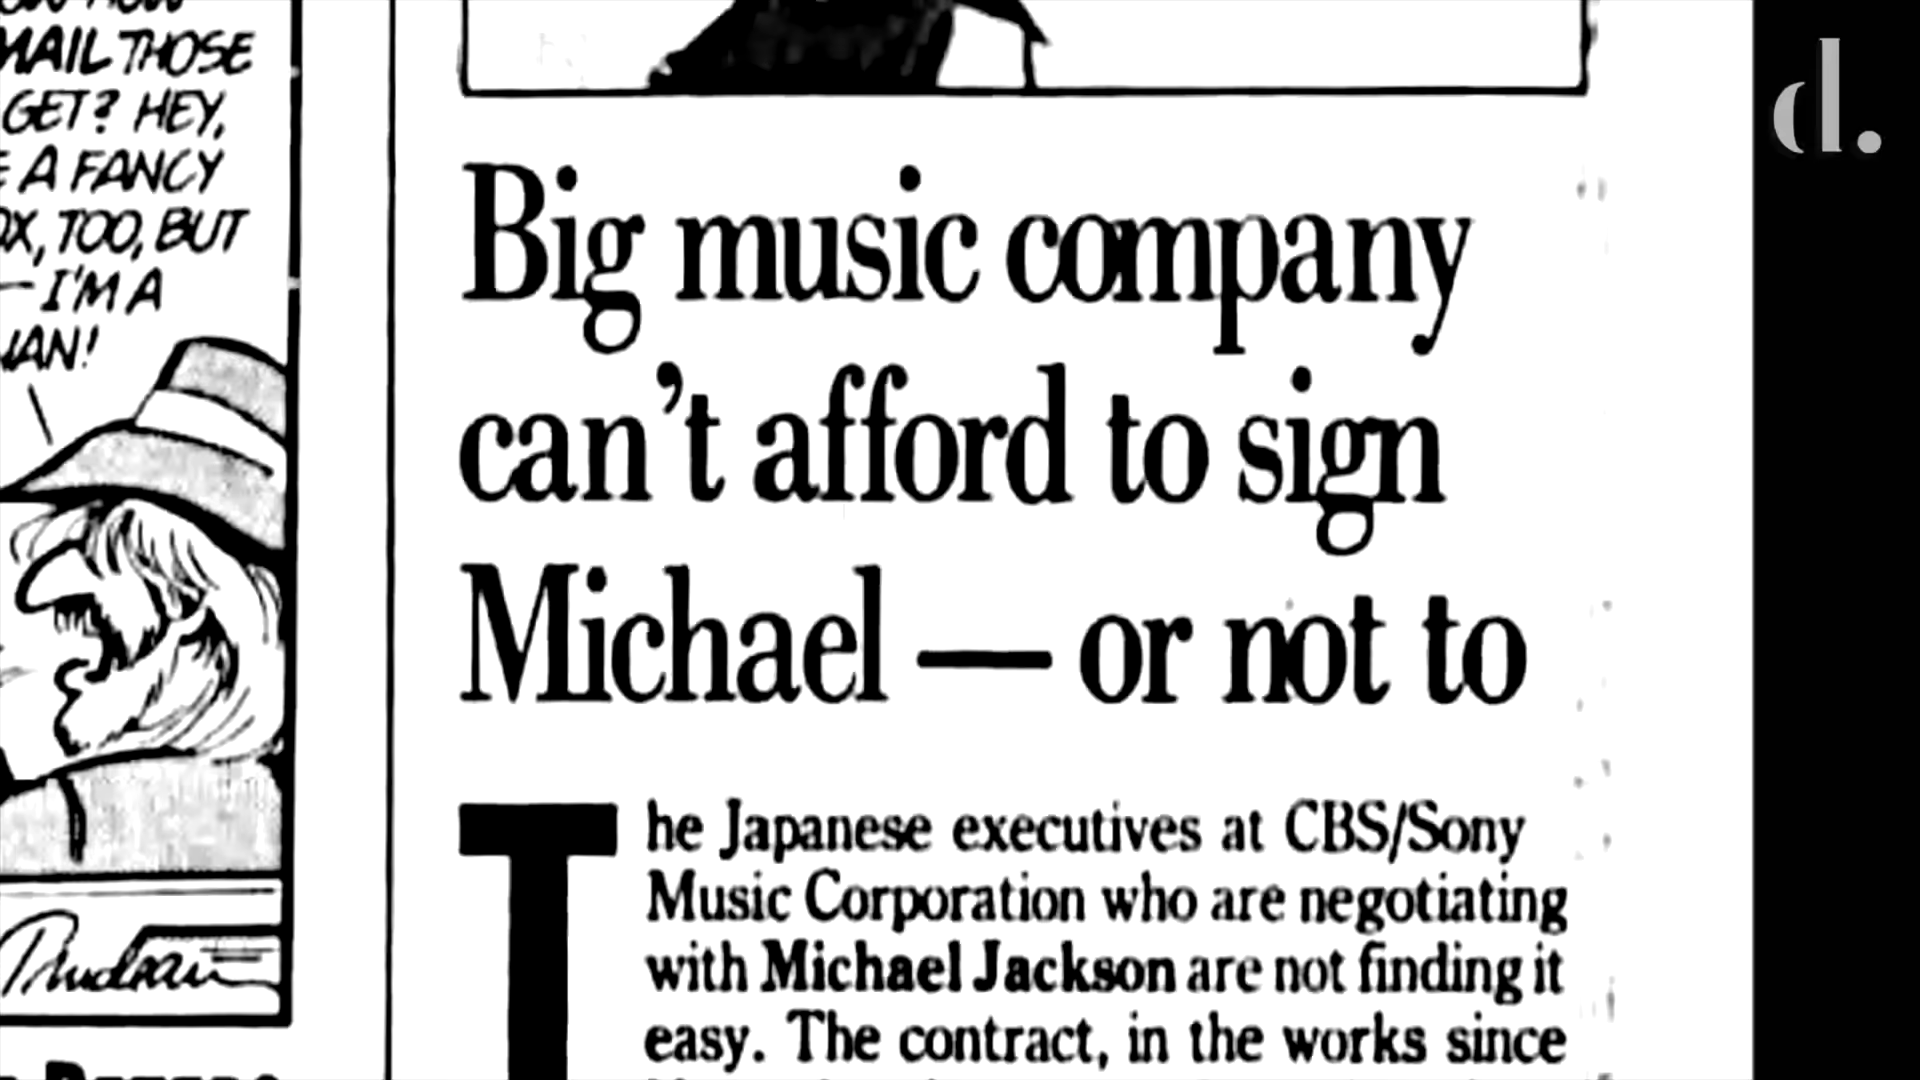 MAIL THOSE
GET? HEY,
A FANCY
TOO, BUT
- I'M A
d.
Big music company
can't afford to sign
Michael — or not to
The Japanese executives at CBS/Sony
Music Corporation who are negotiating
with Michael Jackson are not finding it
easy. The contract, in the works since
Trudeau